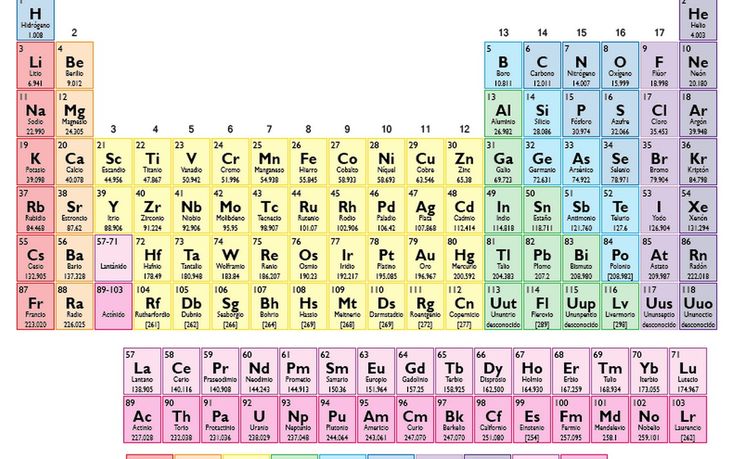 1 2
H He
Hidrógeno Helio
1.008 4.003
2 13 14 15 16 17
3 4 5 6 7 8 9 10
Li Be B C N O F Ne
Litio Berilio Boro Carbono Nitrógeno Oxígeno Flúor Neón
6.941 9.012 10.811 12.011 14.007 15.999 18.998 20.180
11 12 13 14 15 16 17 18
Na Mg Al Si P S Cl Ar
Sodio Magnesio Aluminio Silicio Fósforo Azufre Cloro Argón
22.990 24.305 26.982 28.086 30.974 32.066 35.453 39.948
3 4 5 6 7 8 9 10 11 12
19 20 21 22 23 24 25 26 27 28 29 30 31 32 33 34 35 36
K Ca Sc Ti V Cr Mn Fe Co Ni Cu Zn Ga Ge As Se Br Kr
Potasio Calcio Escandio Titanio Vanadio Cromo Manganeso Hierro Cobalto Níquel Cobre Zinc Galio Germanio Arsénico Selenio Bromo Kriptón
39.098 40.078 44.956 47.867 50.942 51.996 54.938 55.845 58.933 58.693 63.546 65.38 69.723 72.631 74.922 78.971 79.904 84.798
37 38 39 40 41 42 43 44 45 46 47 48 49 50 51 52 53 54
Rb Sr Y Zr Nb Mo Tc Ru Rh Pd Ag Cd In Sn Sb Te I Xe
Rubidio Estroncio Itrio Zirconio Niobio Molibdeno Tecnecio Rutenio Rodio Paladio Plata Cadmio Indio Estaño Antimonio Telurio Yodo Xenón
84.468 87.62 88.906 91.224 92.906 95.95 98.907 101.07 102.906 106.42 107.868 112.414 114.818 118.711 121.760 127.6 126.904 131.294
55 56 57-71 72 73 74 75 76 77 78 79 80 81 82 83 84 85 86
Cs Ba Hf Ta W Re Os Ir Pt Au Hg Tl Pb Bi Po At Rn
Cesio Bario Lantánido Hafnio Tantalio Wolframio Renio Osmio Iridio Platino Oro Mercurio Talio Plomo Bismuto Polonio Astato Radón
132.905 137.328 178.49 180.948 183.84 186.207 190.23 192.217 195.085 196.967 200.592 204.383 207.2 208.980 [208.982] 209.987 222.018
87 88 89-103 104 105 106 107 108 109 110 111 112 113 114 115 116 117 118
Fr Ra Rf Db Sg Bh Hs Mt Ds Rg Cn Uut Fl Uup Lv Uus Uuo
Francio Radio Actínido Rutherfordio Dubnio Seaborgio Bohrio Hassio Meitnerio Darmstadtio Roentgenio Copernicio Ununtrio Flerovio Ununpentio Livermorio Ununseptio Ununoctio
223.020 226.025 [261] [262] [266] [264] [269] [268] [269] [272] [277] desconocido [289] desconocido [298] desconocido desconocido
57 58 59 60 61 62 63 64 65 66 67 68 69 70 71
La Ce Pr Nd Pm Sm Eu Gd Tb Dy Ho Er Tm Yb Lu
Lantano Cerio Praseodimio Neodimio Prometio Samario Europio Gadolinio Terbio Disprosio Holmio Erbio Tulio Iterbio Lutecio
138.905 140.116 140.908 144.243 144.913 150.36 151.964 157.25 158.925 162.500 164.930 167.259 168.934 173.055 174.967
89 90 91 92 93 94 95 96 97 98 99 100 101 102 103
Ac Th Pa U Np Pu Am Cm Bk Cf Es Fm Md No Lr
Actinio Torio Protactinio Uranio Neptunio Plutonio Americio Curio Berkelio Californio Einstenio Fermio Mendelevio Nobelio Laurencio
227.028 232.038 231.036 238.029 237.048 244.064 243.061 247.070 247.070 251.080 [254] 257.095 258.1 259.101 [262]